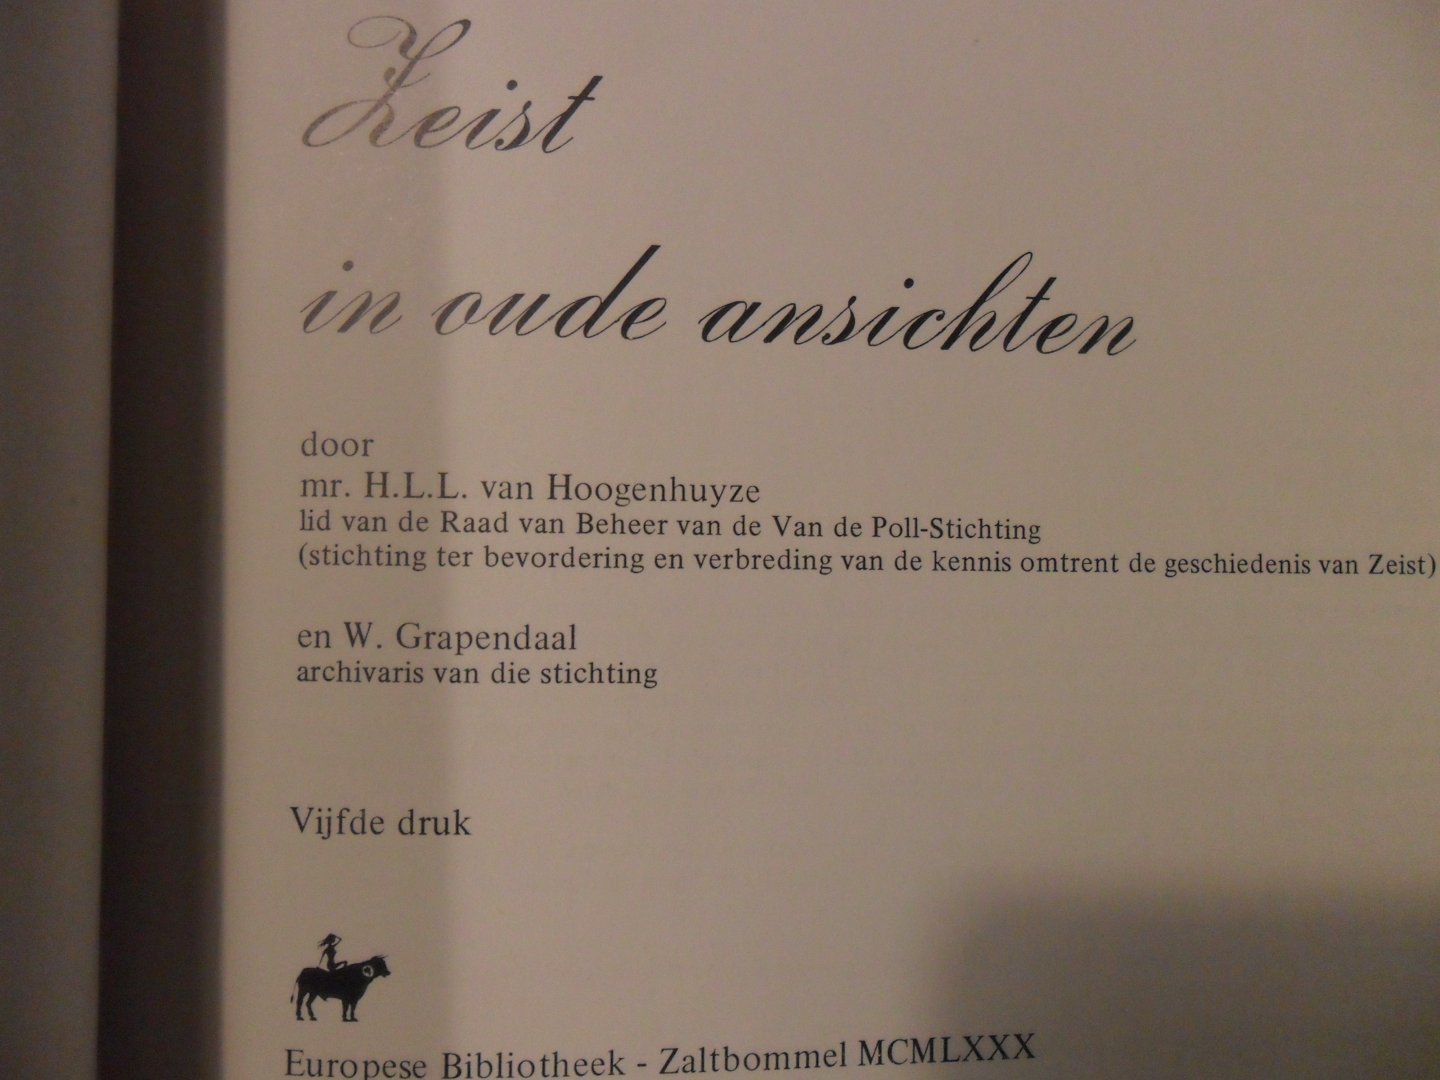 Zeist
in oude ansichten
door
mr. H.L.L. van Hoogenhuyze
lid van de Raad van Beheer van de Van de Poll-Stichting
(stichting ter bevordering en verbreding van de kennis omtrent de geschiedenis van Zeist)
en W. Grapendaal
archivaris van die stichting
Vijfde druk
Europese Bibliotheek - Zaltbommel MCMLXXX